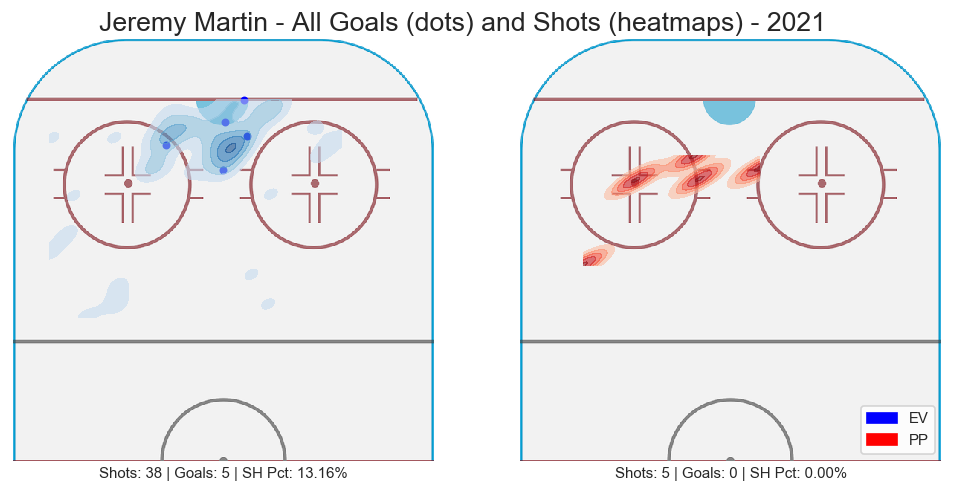 Jeremy Martin - All Goals (dots) and Shots (heatmaps) - 2021
EV
PP
Shots: 38 | Goals: 5 | SH Pct: 13.16%
Shots: 5 | Goals: 0 | SH Pct: 0.00%